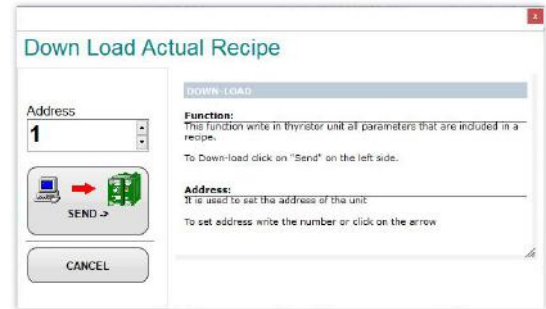 x
Down Load Actual Recipe
Address
1
SEND ->
CANCEL
DOWN-LOAD
Function:
This function write in thyristor unit all parameters that are included in a
recipe.
To Down-load click on "Send" on the left side.
Address:
It is used to set the address of the unit
To set address write the number or click on the arrow